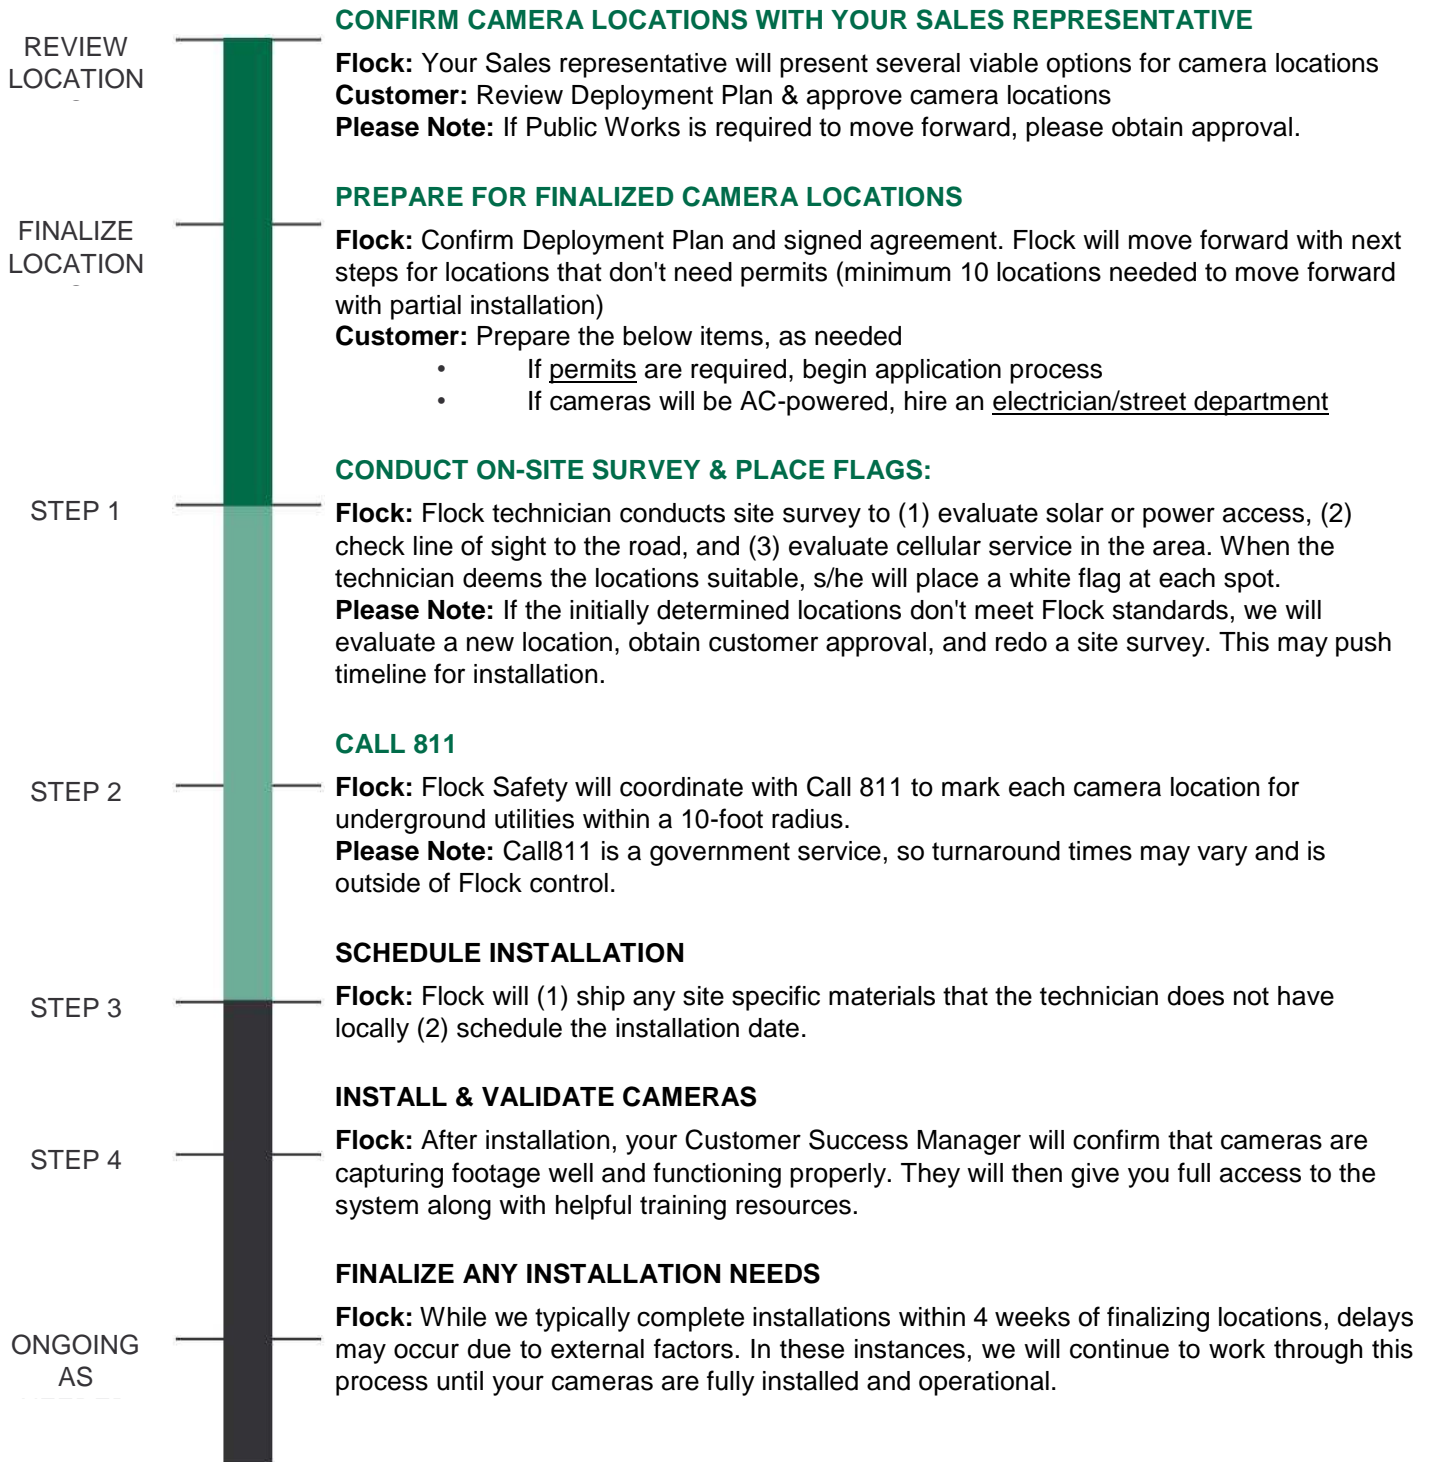 CONFIRM CAMERA LOCATIONS WITH YOUR SALES REPRESENTATIVE
REVIEW
LOCATION
Flock: Your Sales representative will present several viable options for camera locations
Customer: Review Deployment Plan & approve camera locations
Please Note: If Public Works is required to move forward, please obtain approval.
PREPARE FOR FINALIZED CAMERA LOCATIONS
FINALIZE
LOCATION
Flock: Confirm Deployment Plan and signed agreement. Flock will move forward with next
steps for locations that don't need permits (minimum 10 locations needed to move forward
with partial installation)
Customer: Prepare the below items, as needed
• If permits are required, begin application process
• If cameras will be AC-powered, hire an electrician/street department
CONDUCT ON-SITE SURVEY & PLACE FLAGS:
STEP 1
Flock: Flock technician conducts site survey to (1) evaluate solar or power access, (2)
check line of sight to the road, and (3) evaluate cellular service in the area. When the
technician deems the locations suitable, s/he will place a white flag at each spot.
Please Note: If the initially determined locations don't meet Flock standards, we will
evaluate a new location, obtain customer approval, and redo a site survey. This may push
timeline for installation.
CALL 811
STEP 2
Flock: Flock Safety will coordinate with Call 811 to mark each camera location for
underground utilities within a 10-foot radius.
Please Note: Call811 is a government service, so turnaround times may vary and is
outside of Flock control.
SCHEDULE INSTALLATION
STEP 3
Flock: Flock will (1) ship any site specific materials that the technician does not have
locally (2) schedule the installation date.
INSTALL & VALIDATE CAMERAS
STEP 4
Flock: After installation, your Customer Success Manager will confirm that cameras are
capturing footage well and functioning properly. They will then give you full access to the
system along with helpful training resources.
FINALIZE ANY INSTALLATION NEEDS
ONGOING
AS
Flock: While we typically complete installations within 4 weeks of finalizing locations, delays
may occur due to external factors. In these instances, we will continue to work through this
process until your cameras are fully installed and operational.